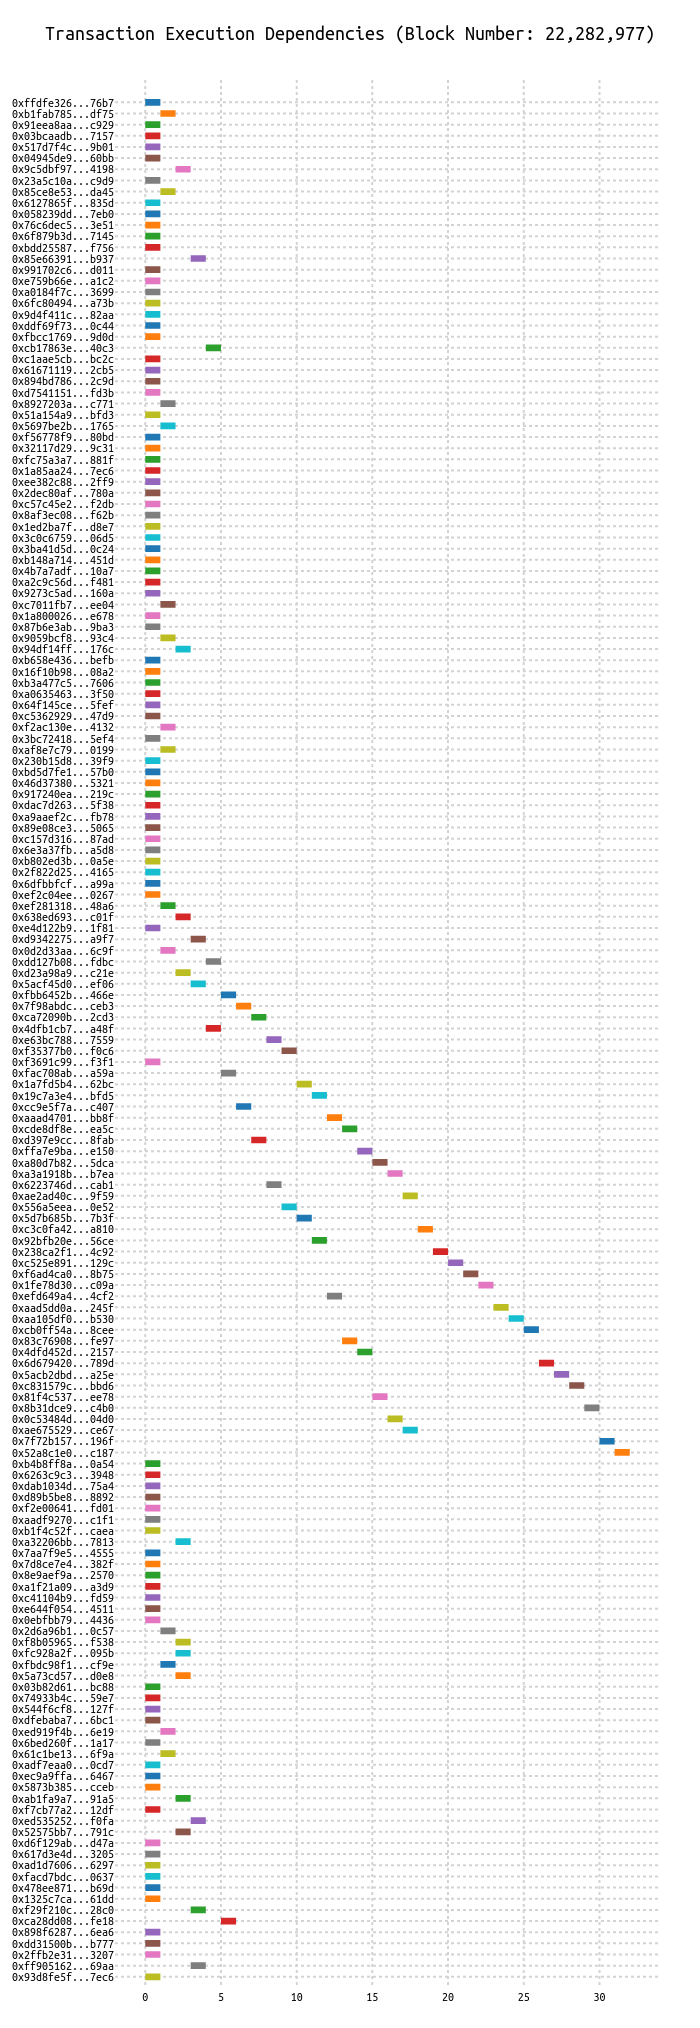 Transaction Execution Dependencies (Block Number: 22,282,977)
0xffdfe326...76b7
0xb1fab785...df75
0x91eea8aa...c929
0x03bcaadb...7157
0x517d7f4c...9b01
0x04945de9...60bb
0x9c5dbf97...4198
0x23a5c10a...c9d9
0x85ce8e53...da45
0x6127865f...835d
0x058239dd...7eb0
0x76c6dec5...3e51
0x6f879b3d...7145
0xbdd25587...f756
0x85e66391...b937
0x991702c6...d011
0xe759b66e...a1c2
0xa0184f7c...3699
0x6fc80494...a73b
0x9d4f411c...82aa
0xddf69f73...0c44
0xfbcc1769...9d0d
0xcb17863e...40c3
0xc1aae5cb...bc2c
0x61671119...2cb5
0x894bd786...2c9d
0xd7541151...fd3b
0x8927203a...c771
0x51a154a9...bfd3
0x5697be2b...1765
0xf56778f9...80bd
0x32117d29...9c31
0xfc75a3a7...881f
0x1a85aa24...7ec6
0xee382c88...2ff9
0x2dec80af...780a
0xc57c45e2...f2db
0x8af3ec08...f62b
0x1ed2ba7f...d8e7
0x3c0c6759...06d5
0x3ba41d5d...0c24
0xb148a714...451d
0x4b7a7adf...10a7
0xa2c9c56d...f481
0x9273c5ad...160a
0xc7011fb7...ee04
0x1a800026...e678
0x87b6e3ab...9ba3
0x9059bcf8...93c4
0x94df14ff...176c
0xb658e436...befb
0x16f10b98...08a2
0xb3a477c5...7606
0xa0635463...3f50
0x64f145ce...5fef
0xc5362929...47d9
0xf2ac130e...4132
0x3bc72418...5ef4
0xaf8e7c79...0199
0x230b15d8...39f9
0xbd5d7fe1...57b0
0x46d37380...5321
0x917240ea...219c
0xdac7d263...5f38
0xa9aaef2c...fb78
0x89e08ce3...5065
0xc157d316...87ad
0x6e3a37fb...a5d8
0xb802ed3b...0a5e
0x2f822d25...4165
0x6dfbbfcf...a99a
0xef2c04ee...0267
0xef281318...48a6
0x638ed693...c01f
0xe4d122b9...1f81
0xd9342275...a9f7
0x0d2d33aa...6c9f
0xdd127b08...fdbc
0xd23a98a9...c21e
0x5acf45d0...ef06
0xfbb6452b...466e
0x7f98abdc...ceb3
0xca72090b...2cd3
0x4dfb1cb7...a48f
0xe63bc788...7559
0xf35377b0...f0c6
0xf3691c99...f3f1
0xfac708ab...a59a
0x1a7fd5b4...62bc
0x19c7a3e4...bfd5
0xcc9e5f7a...c407
0xaaad4701...bb8f
0xcde8df8e...ea5c
0xd397e9cc...8fab
0xffa7e9ba...e150
0xa80d7b82...5dca
0xa3a1918b...b7ea
0x6223746d...cab1
0xae2ad40c...9f59
0x556a5eea...0e52
0x5d7b685b...7b3f
0xc3c0fa42...a810
0x92bfb20e...56ce
0x238ca2f1...4c92
0xc525e891...129c
0xf6ad4ca0...8b75
0x1fe78d30...c09a
0xefd649a4...4cf2
0xaad5dd0a...245f
0xaa105df0...b530
0xcb0ff54a...8cee
0x83c76908...fe97
0x4dfd452d...2157
0x6d679420...789d
0x5acb2dbd...a25e
0xc831579c...bbd6
0x81f4c537...ee78
0x8b31dce9...c4b0
0x0c53484d...04d0
0xae675529...ce67
0x7f72b157...196f
0x52a8c1e0...c187
0xb4b8ff8a...0a54
0x6263c9c3...3948
0xdab1034d...75a4
0xd89b5be8...8892
0xf2e00641...fd01
0xaadf9270...c1f1
0xb1f4c52f...caea
0xa32206bb...7813
0x7aa7f9e5...4555
0x7d8ce7e4...382f
0x8e9aef9a...2570
0xa1f21a09...a3d9
0xc41104b9...fd59
0xe644f054...4511
0x0ebfbb79...4436
0x2d6a96b1...0c57
0xf8b05965...f538
0xfc928a2f...095b
0xfbdc98f1...cf9e
0x5a73cd57...d0e8
0x03b82d61...bc88
0x74933b4c...59e7
0x544f6cf8...127f
0xdfebaba7...6bc1
0xed919f4b...6e19
0x6bed260f...1a17
0x61c1be13...6f9a
0xadf7eaa0...0cd7
0xec9a9ffa...6467
0x5873b385...cceb
0xab1fa9a7...91a5
0xf7cb77a2...12df
0xed535252...f0fa
0x52575bb7...791c
0xd6f129ab...d47a
0x617d3e4d...3205
0xad1d7606...6297
0xfacd7bdc...0637
0x478ee871...b69d
0x1325c7ca...61dd
0xf29f210c...28c0
0xca28dd08...fe18
0x898f6287...6ea6
0xdd31500b...b777
0x2ffb2e31...3207
0xff905162...69aa
0x93d8fe5f...7ec6
0 5 10 15 20 25 30